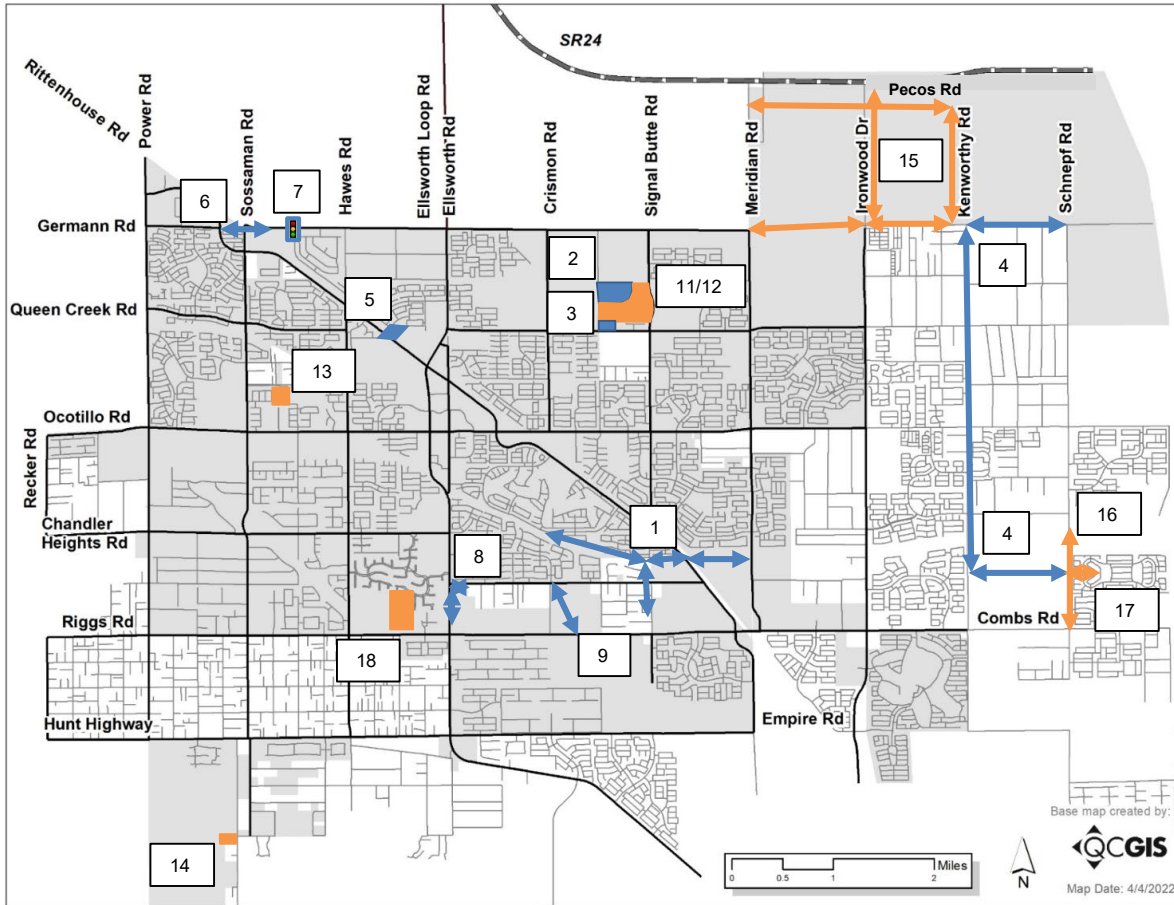 SR24
Pecos Rd
Rittenhouse Rd
Power Rd
Sossaman Rd
Hawes Rd
Ellsworth Loop Rd
Ellsworth Rd
Crismon Rd
Signal Butte Rd
Meridian Rd
Ironwood Dr
Kenworthy Rd
Schnepf Rd
15
6
7
Germann Rd
2
4
11/12
5
3
Queen Creek Rd
13
Ocotillo Rd
Recker Rd
16
Chandler
Heights Rd
1
4
8
Riggs Rd
Combs Rd
17
18
9
Hunt Highway
Empire Rd
14
Base map created by:
QCGIS
Miles
0
0.5
1
2
N
Map Date: 4/4/2022